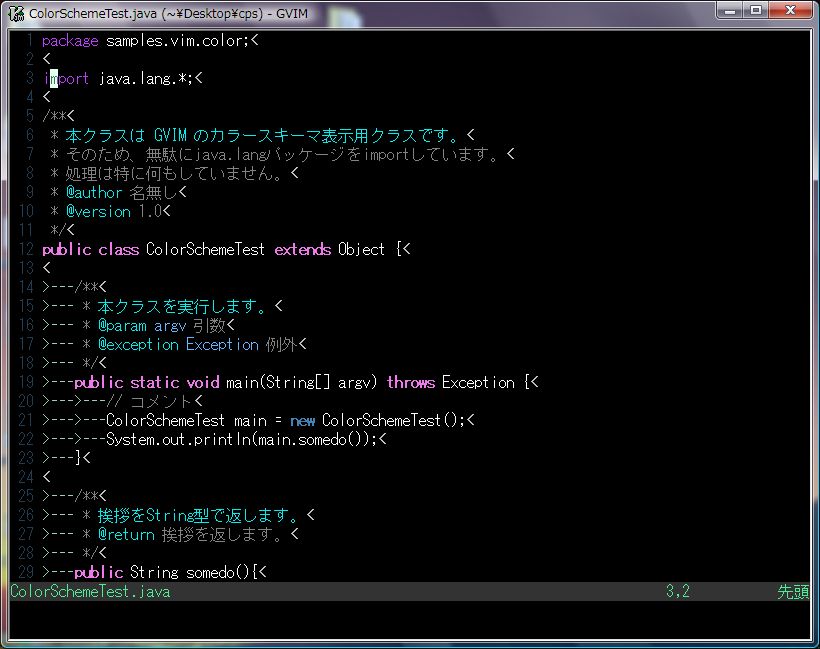 ColorSchemeTest.java (~¥Desktop¥cps) - GVIM
1 package samples.vim.color;<
2 <
3 import java.lang.*;<
4 <
5 /**<
6  * 本クラスは GVIM のカラースキーマ表示用クラスです。<
7  * そのため、無駄にjava.langパッケージをimportしています。<
8  * 処理は特に何もしていません。<
9  * @author 名無し<
10  * @version 1.0<
11  */<
12 public class ColorSchemeTest extends Object {<
13 <
14 >---/**<
15 >--- * 本クラスを実行します。<
16 >--- * @param argv 引数<
17 >--- * @exception Exception 例外<
18 >--- */<
19 >---public static void main(String[] argv) throws Exception {<
20 >--->---// コメント<
21 >--->---ColorSchemeTest main = new ColorSchemeTest();<
22 >--->---System.out.println(main.somedo());<
23 >---}<
24 <
25 >---/**<
26 >--- * 挨拶をString型で返します。<
27 >--- * @return 挨拶を返します。<
28 >--- */<
29 >---public String somedo(){<
ColorSchemeTest.java 3,2 先頭